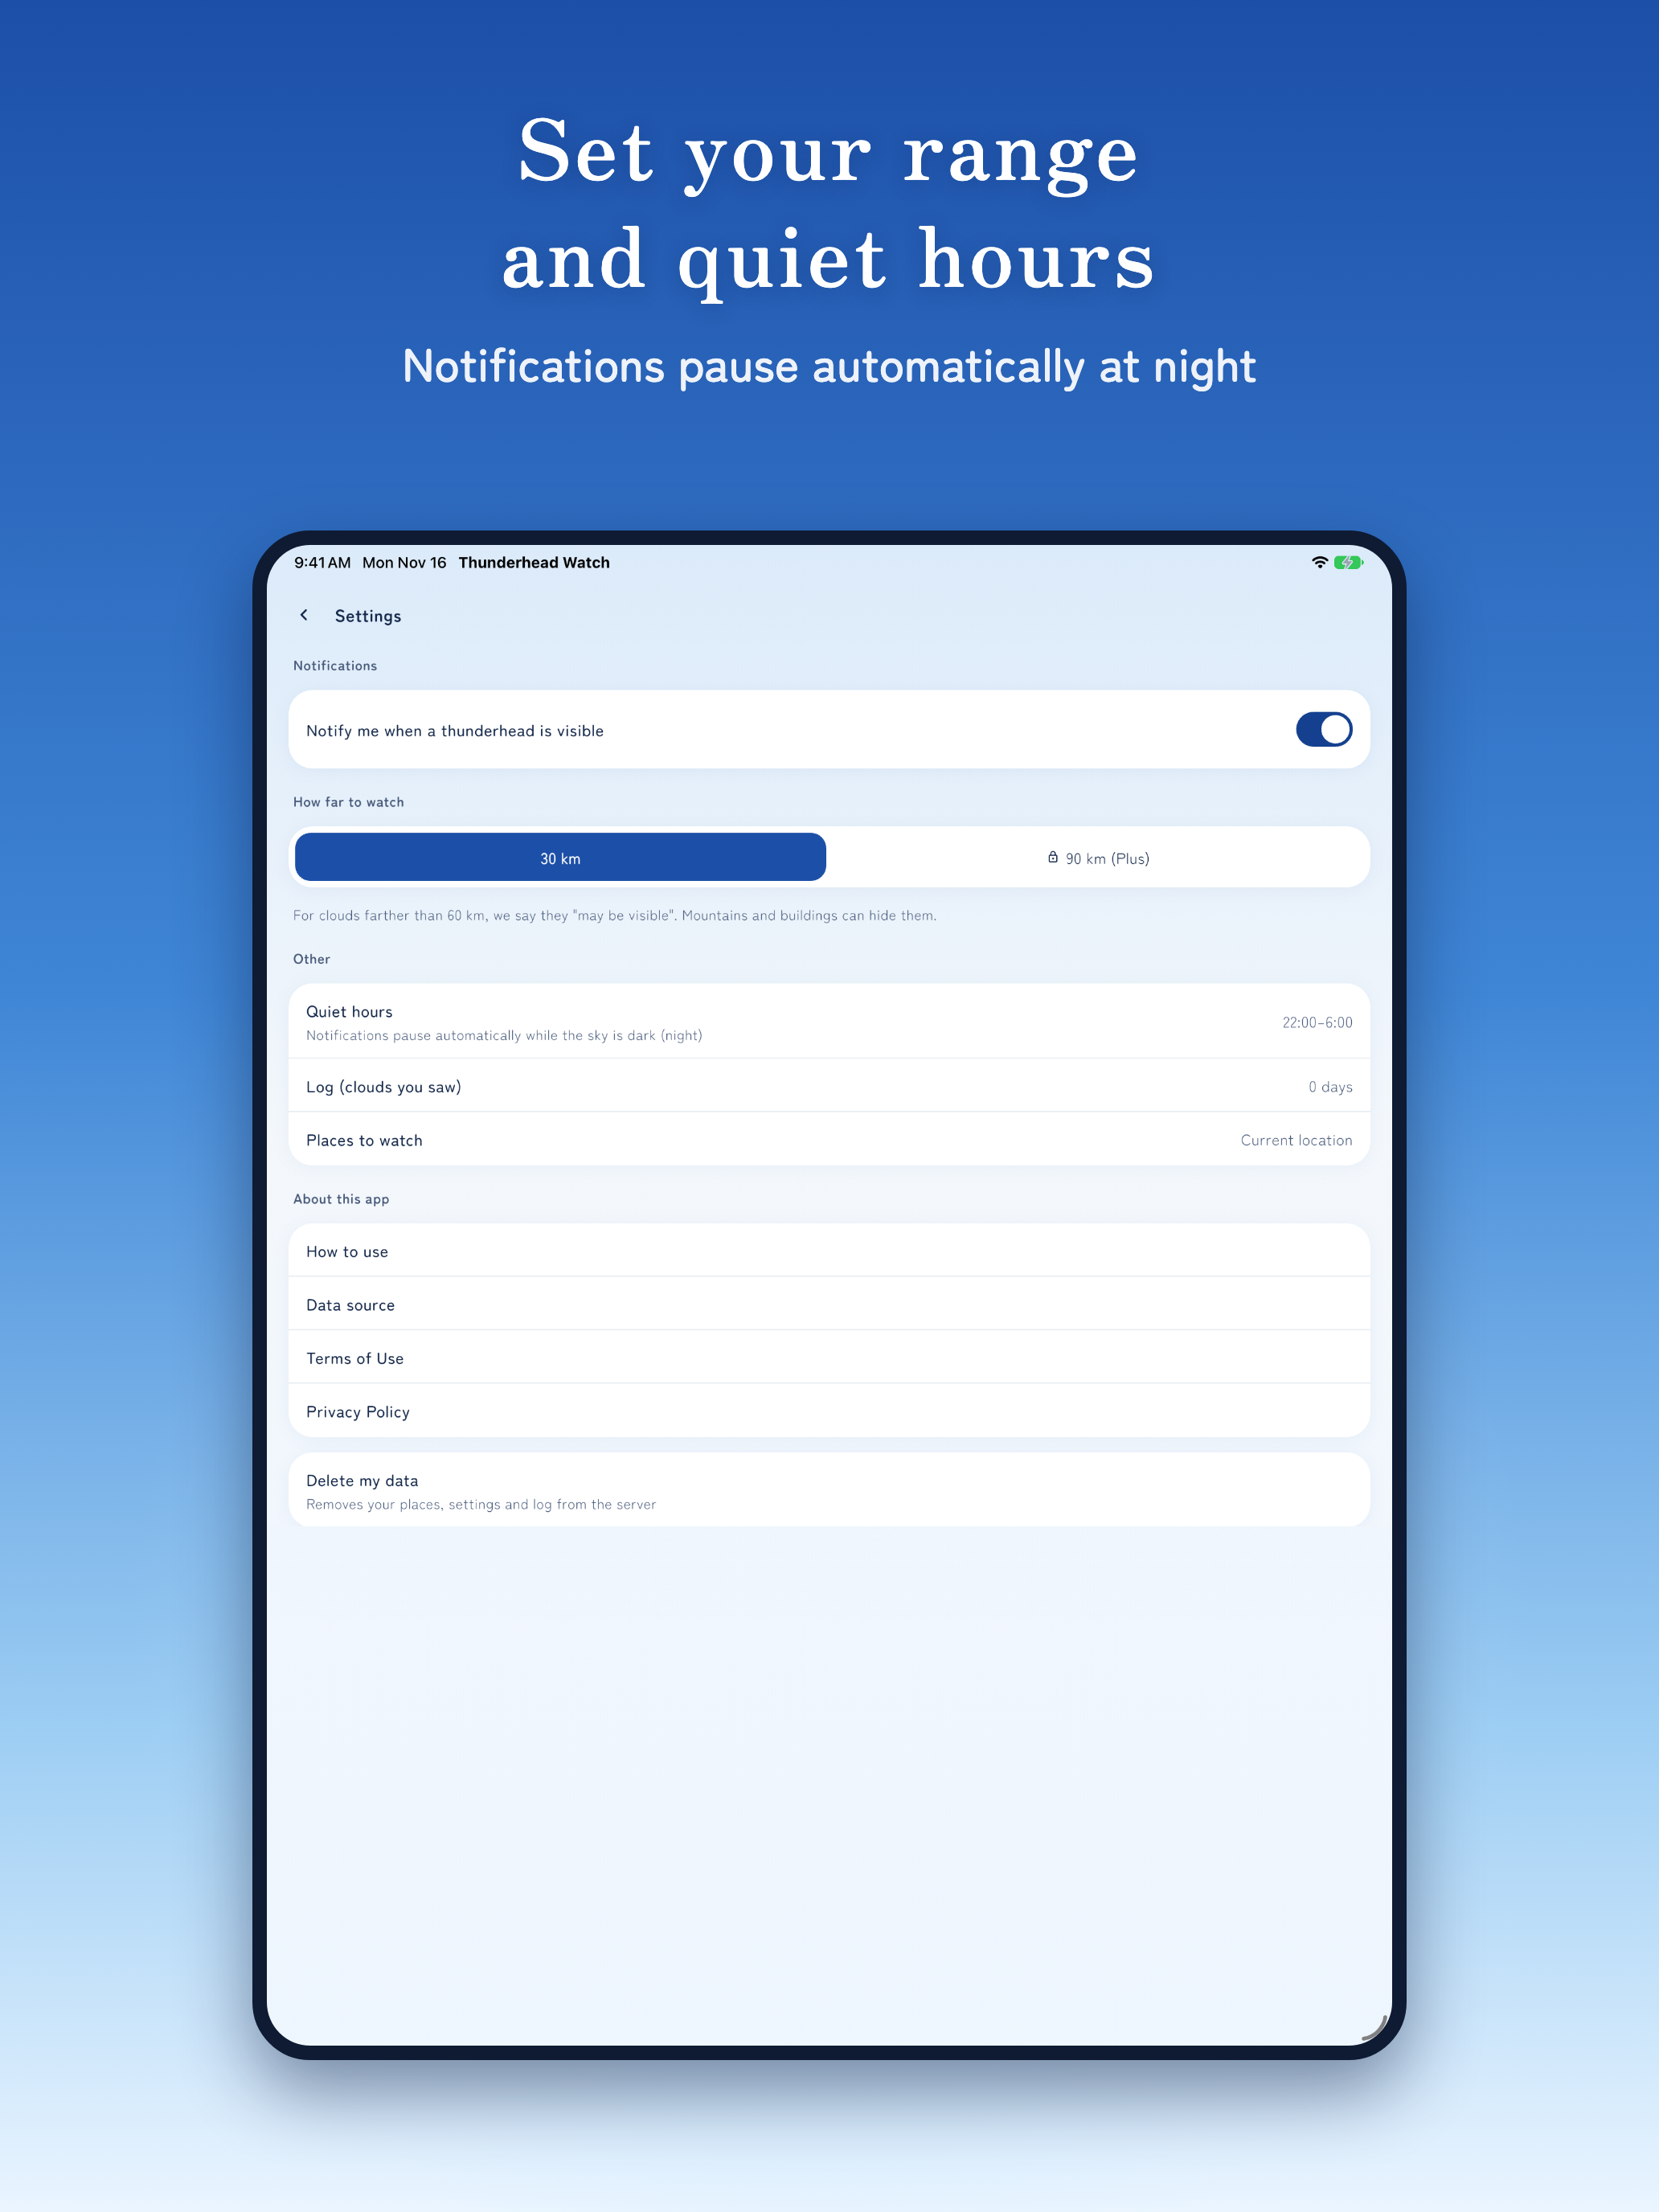 Set your range
and quiet hours
Notifications pause automatically at night
9:41 AM Mon Nov 16 Thunderhead Watch
Settings
Notifications
Notify me when a thunderhead is visible
How far to watch
30 km
90 km (Plus)
For clouds farther than 60 km, we say they "may be visible". Mountains and buildings can hide them.
Other
Quiet hours
22:00–6:00
Notifications pause automatically while the sky is dark (night)
Log (clouds you saw)
0 days
Places to watch
Current location
About this app
How to use
Data source
Terms of Use
Privacy Policy
Delete my data
Removes your places, settings and log from the server